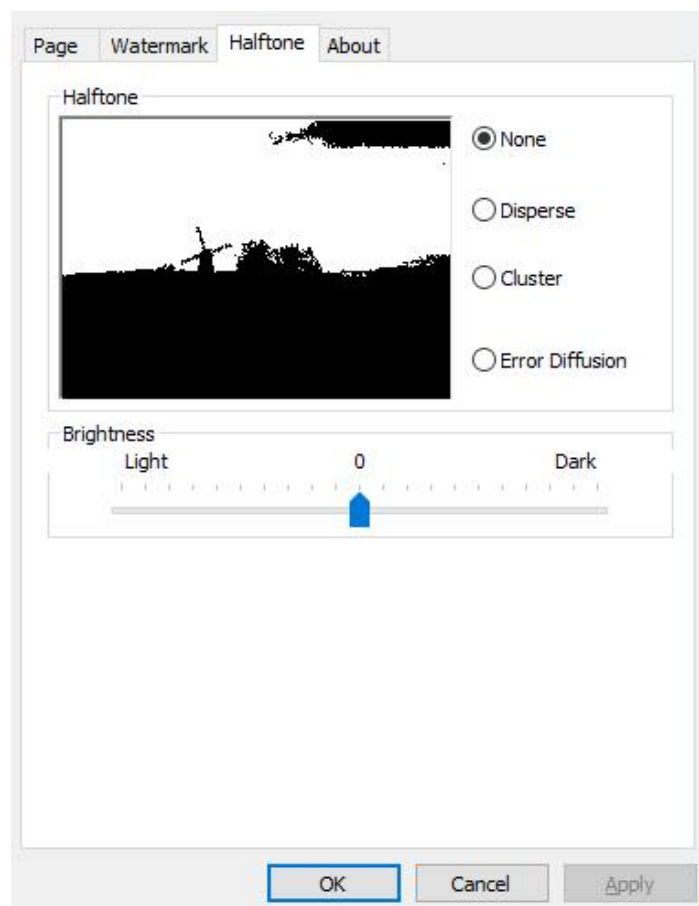 Page Watermark Halftone About
Halftone
None
Disperse
Cluster
Error Diffusion
Brightness
Light 0 Dark
OK Cancel Apply